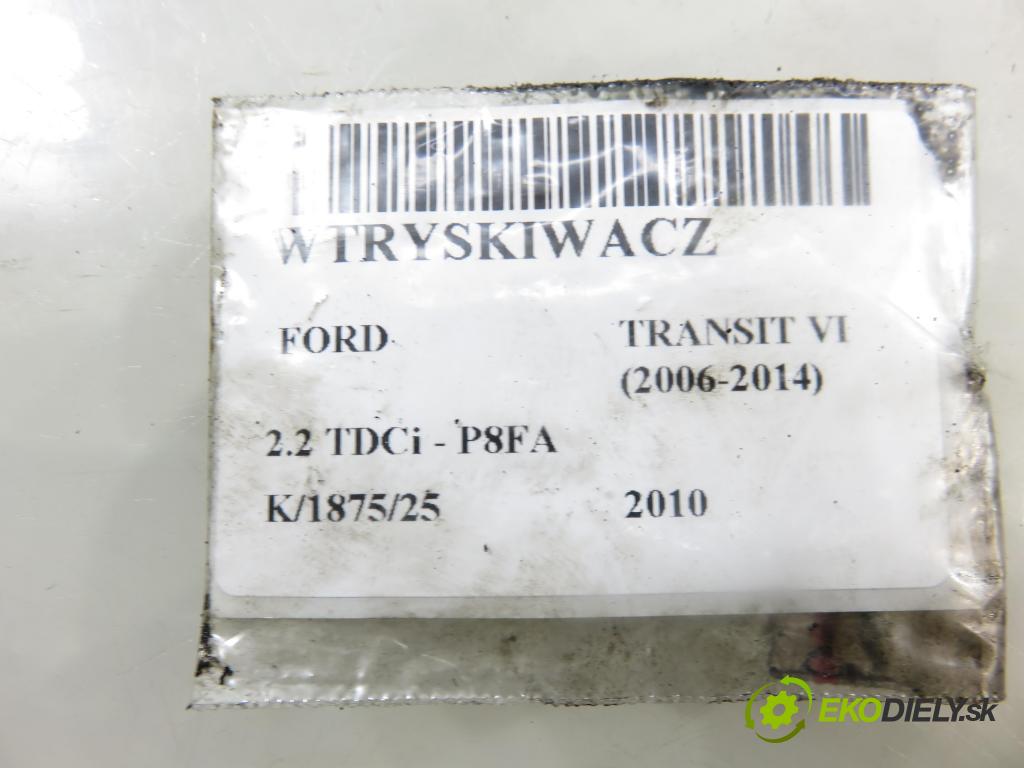 WTRYSKIWACZ
FORD TRANSIT VI
(2006-2014)
2.2 TDCi - P8FA
K/1875/25 2010
EKODIELY.sk